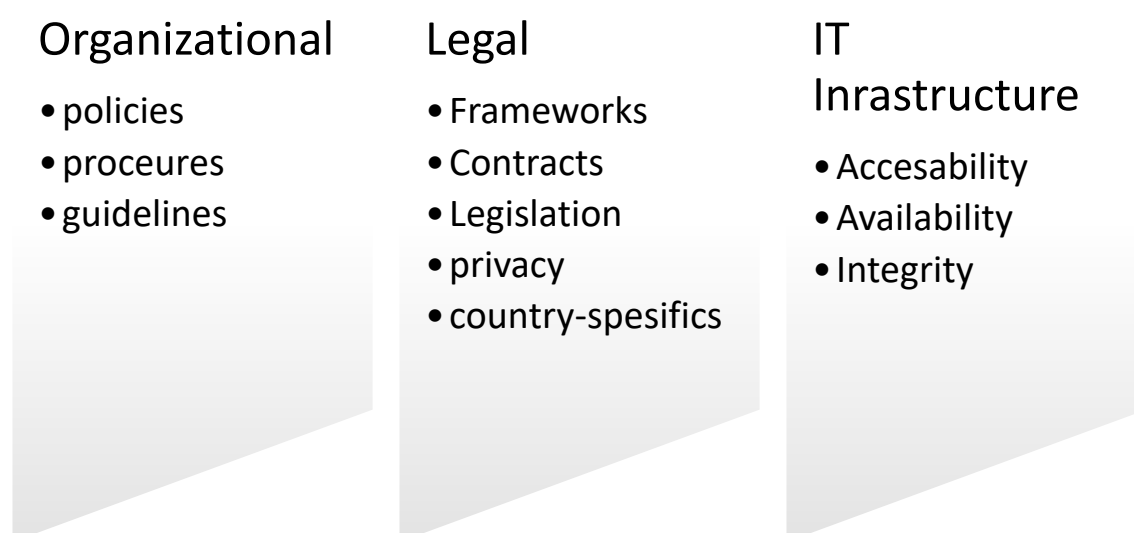 Organizational
• policies
• proceures
• guidelines
Legal
• Frameworks
• Contracts
• Legislation
• privacy
• country-spesifics
IT
Inrastructure
• Accesability
• Availability
• Integrity